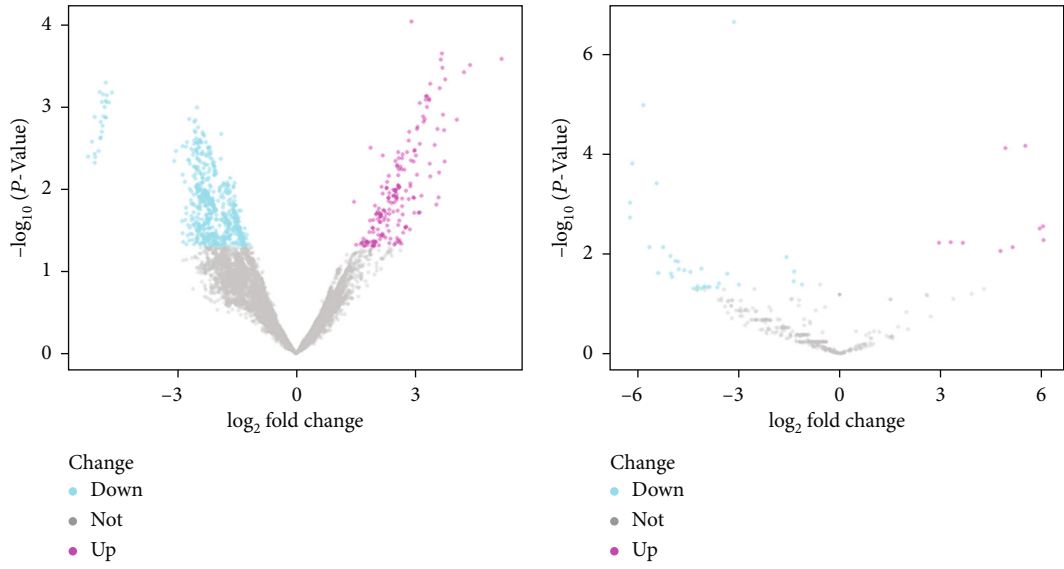 4
3
2
1
0
–log₁₀ (P-Value)
–3
0
3
log₂ fold change
Change
Down
Not
Up
6
4
2
0
–log₁₀ (P-Value)
–6
–3
0
3
6
log₂ fold change
Change
Down
Not
Up